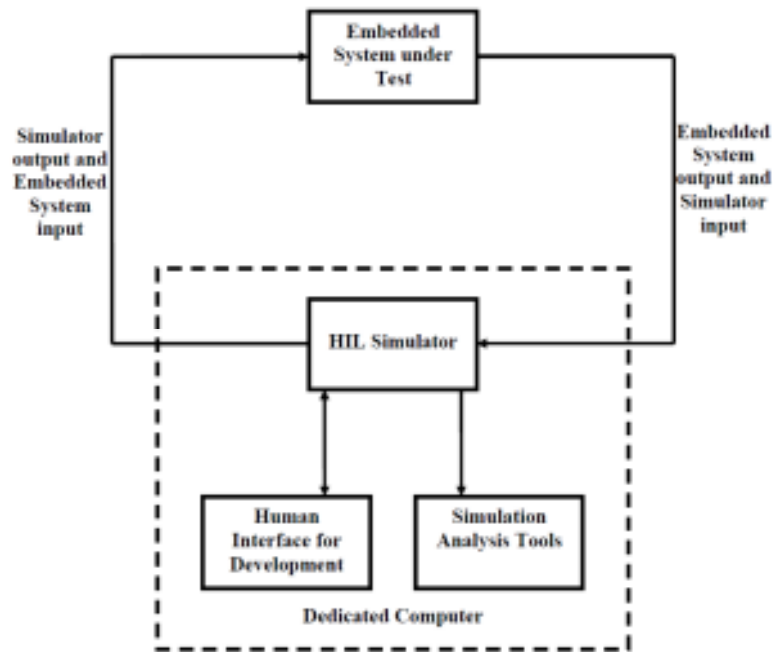 Embedded
System under
Test
Simulator
output and
Embedded
System
input
Embedded
System
output and
Simulator
input
HIL Simulator
Human
Interface for
Development
Simulation
Analysis Tools
Dedicated Computer